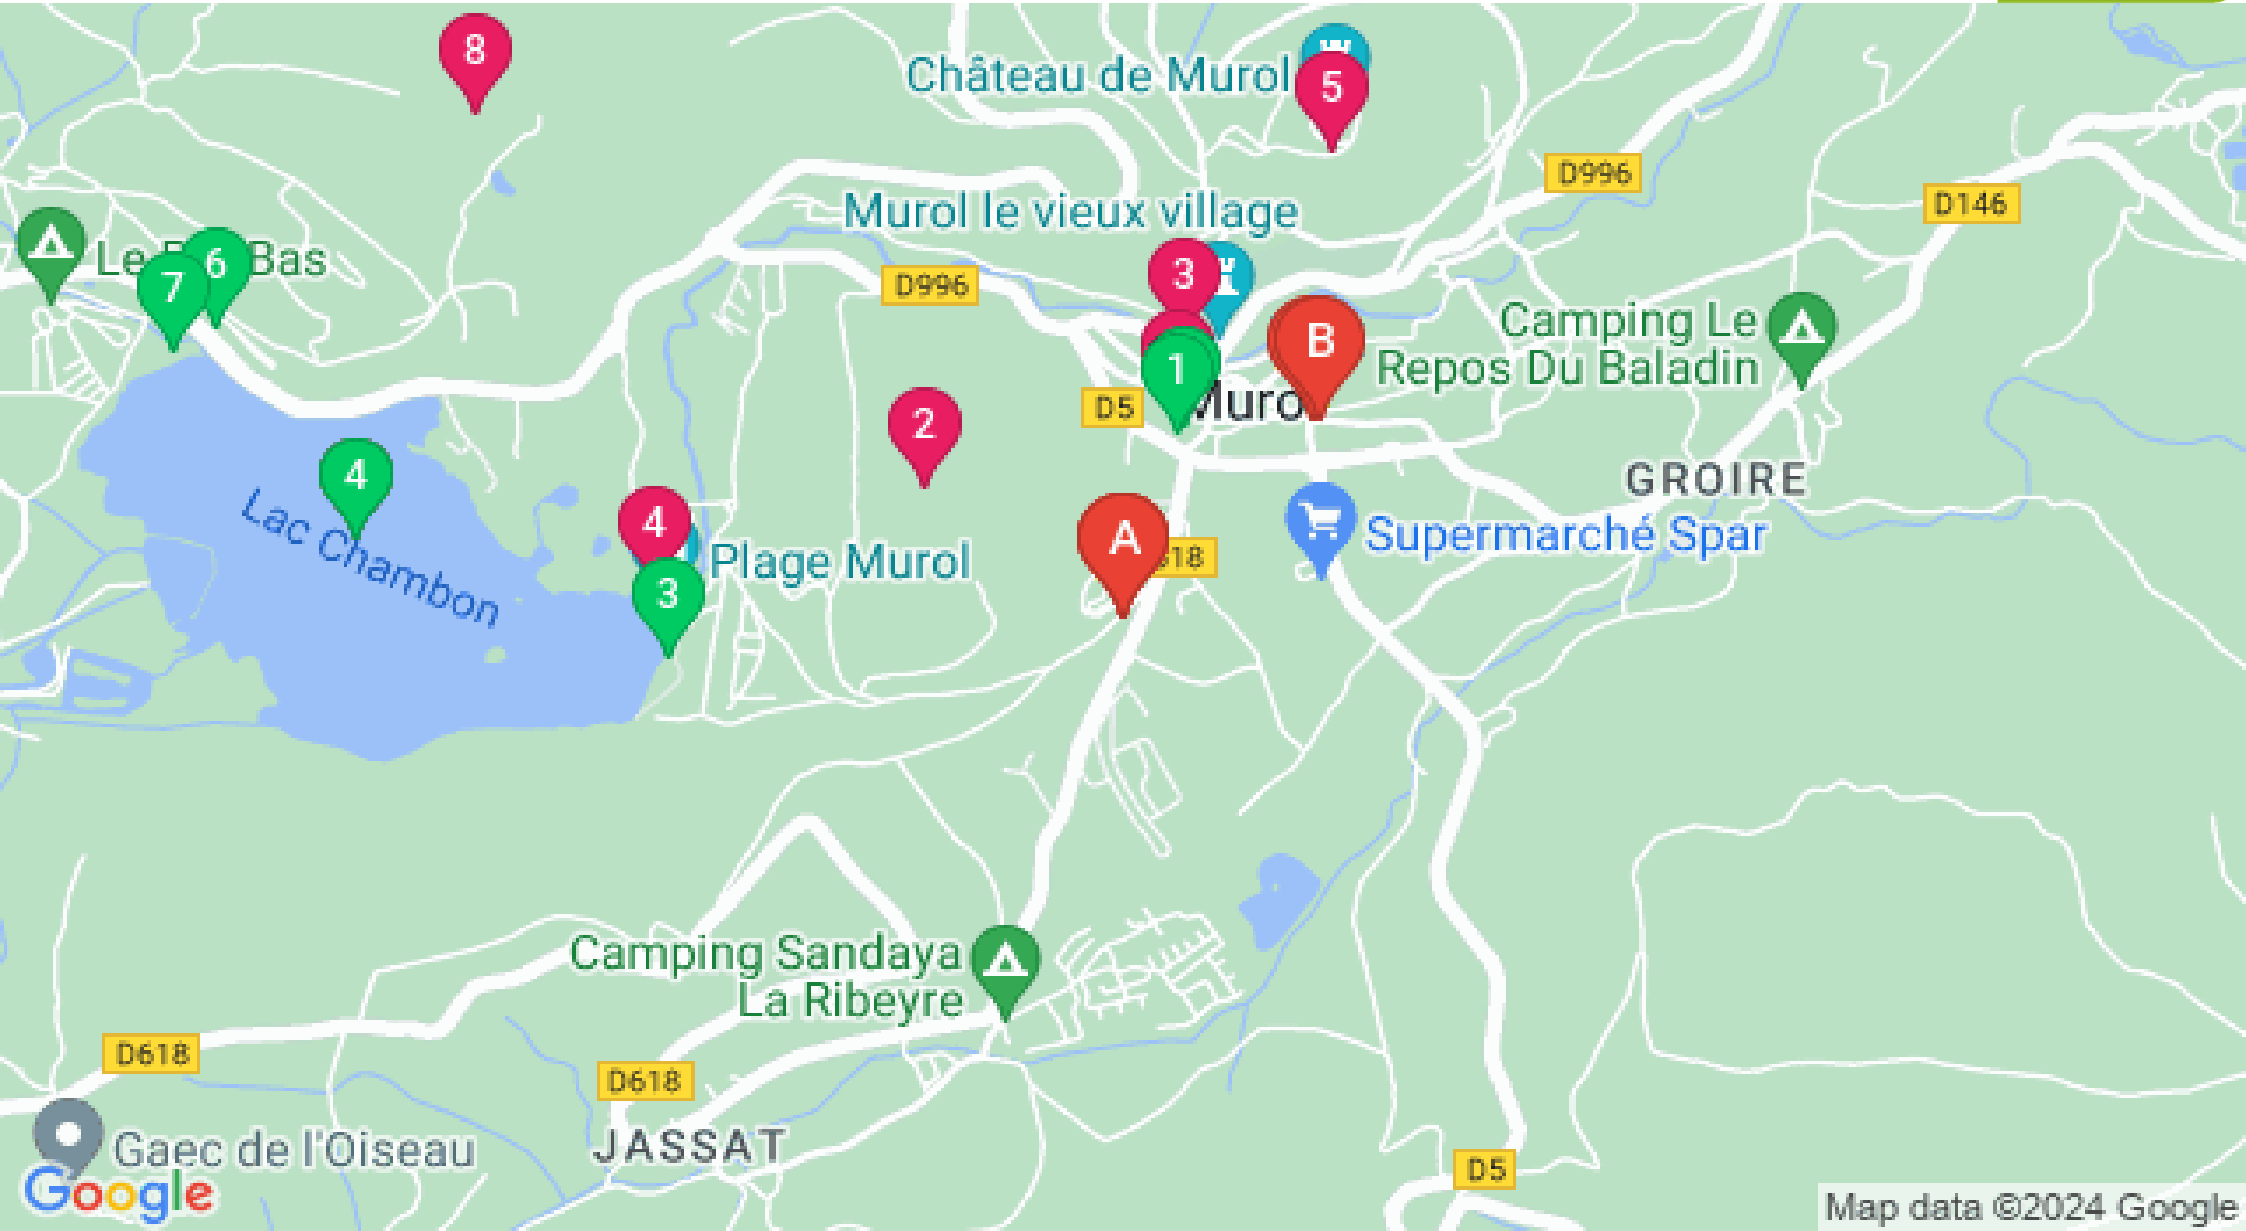 8
Château de Murol
5
D996
D146
Murol le vieux village
Le Bas
6
7
3
D996
B
Camping Le
Repos Du Baladin
1
D5
2
4
GROIRE
Lac Chambon
4
Plage Murol
3
A
Supermarché Spar
Camping Sandaya
La Ribeyre
D618
D618
JASSAT
Gaec de l'Oiseau
D5
Google
Map data ©2024 Google